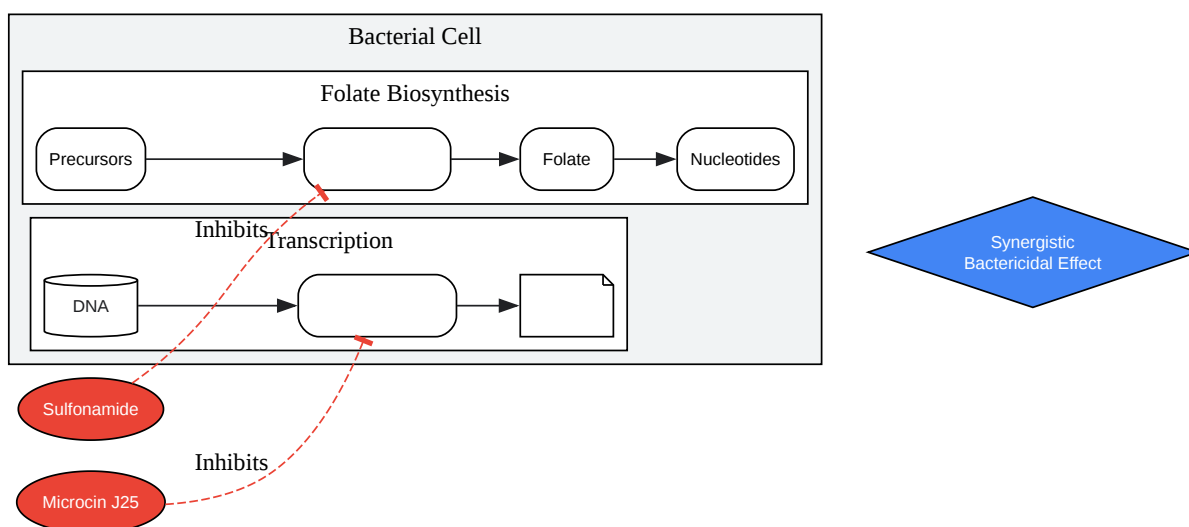 Bacterial Cell
Folate Biosynthesis
Precursors
Folate
Nucleotides
Inhibits
Transcription
DNA
Synergistic
Bactericidal Effect
Sulfonamide
Inhibits
Microcin J25